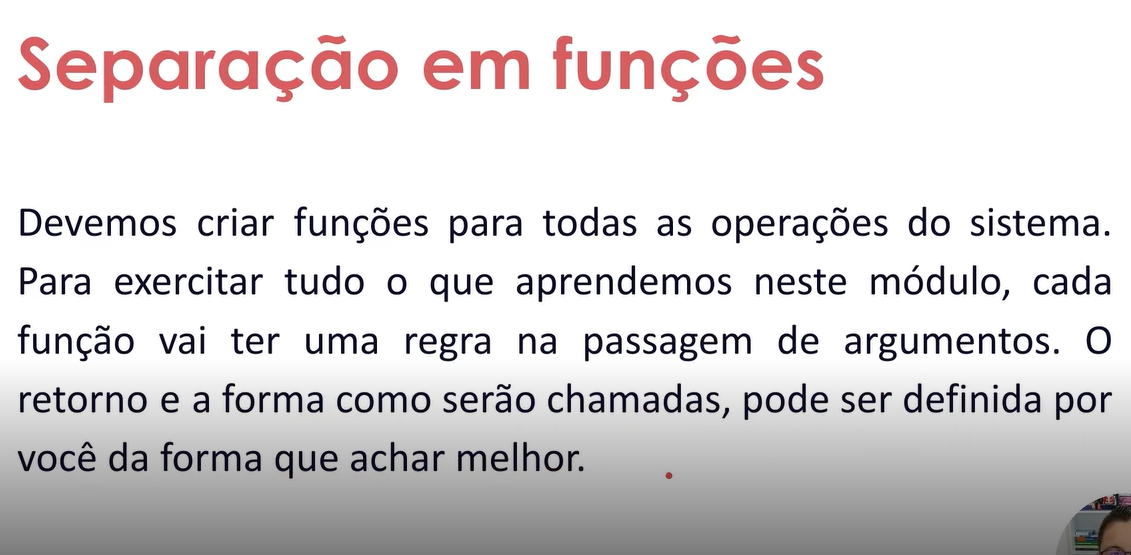 Separação em funções
Devemos criar funções para todas as operações do sistema.
Para exercitar tudo o que aprendemos neste módulo, cada
função vai ter uma regra na passagem de argumentos. O
retorno e a forma como serão chamadas, pode ser definida por
você da forma que achar melhor.